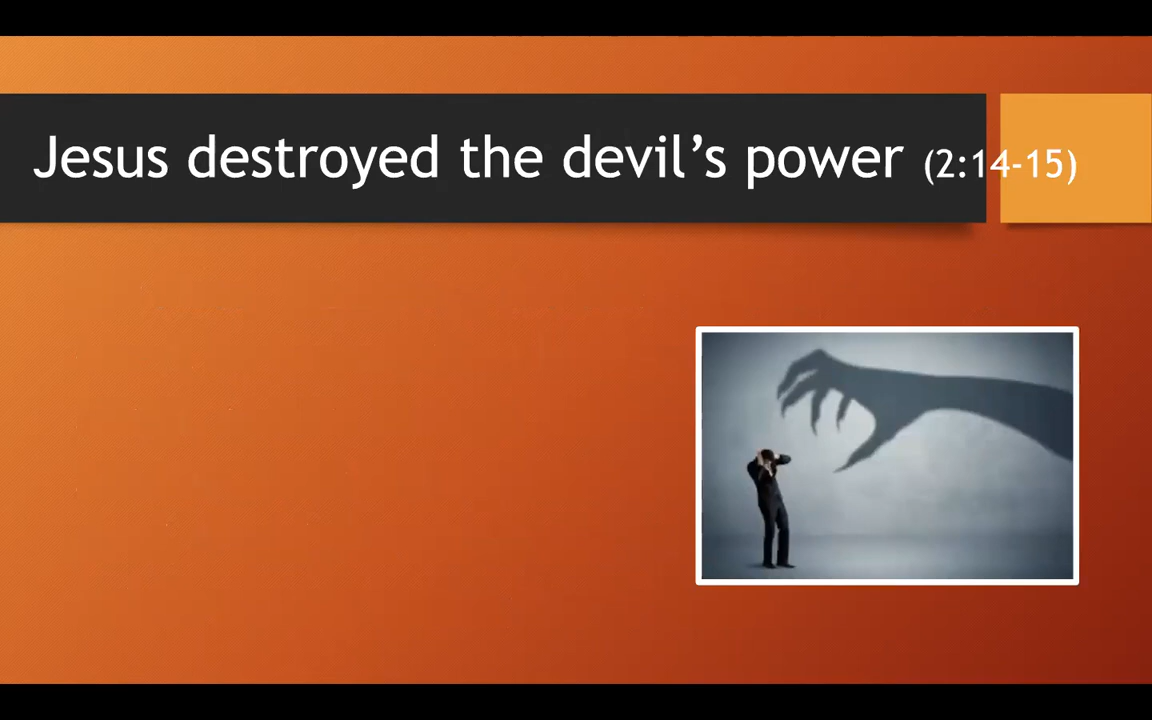 Jesus destroyed the devil’s power (2:14-15)